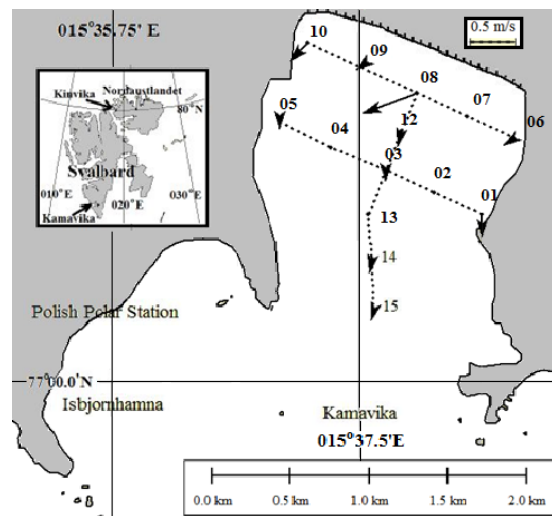 015°35.75' E
0.5 m/s
10
09
08
07
06
05
04
12
03
02
01
13
14
15
Kinvika
Nordaustlandet
80°N
Svalbard
010°E
020°E
030°E
Kamavika
Polish Polar Station
77°00.0'N
Isbjornhamna
Kamavika
015°37.5'E
0.0 km 0.5 km 1.0 km 1.5 km 2.0 km